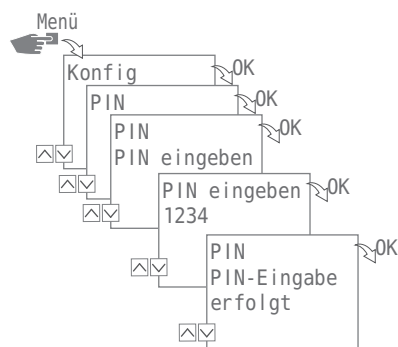 Menü
Konfig
OK
PIN
OK
PIN
OK
PIN eingeben
PIN eingeben
OK
1234
PIN
OK
PIN-Eingabe
erfolgt